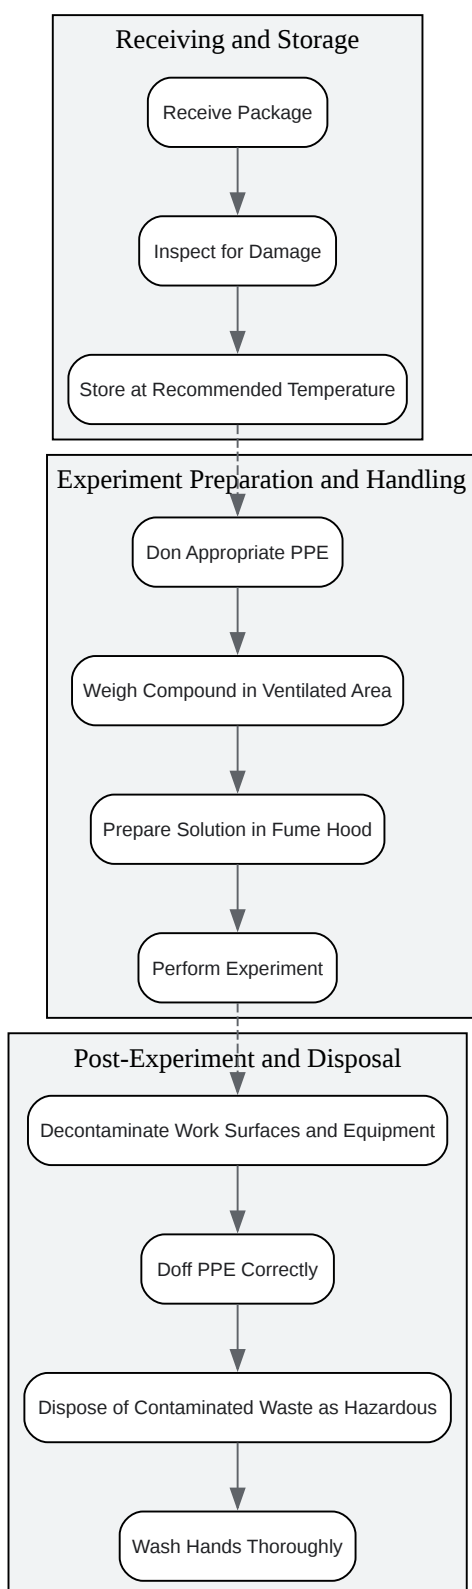 Receiving and Storage
Receive Package
Inspect for Damage
Store at Recommended Temperature
Experiment Preparation and Handling
Don Appropriate PPE
Weigh Compound in Ventilated Area
Prepare Solution in Fume Hood
Perform Experiment
Post-Experiment and Disposal
Decontaminate Work Surfaces and Equipment
Doff PPE Correctly
Dispose of Contaminated Waste as Hazardous
Wash Hands Thoroughly